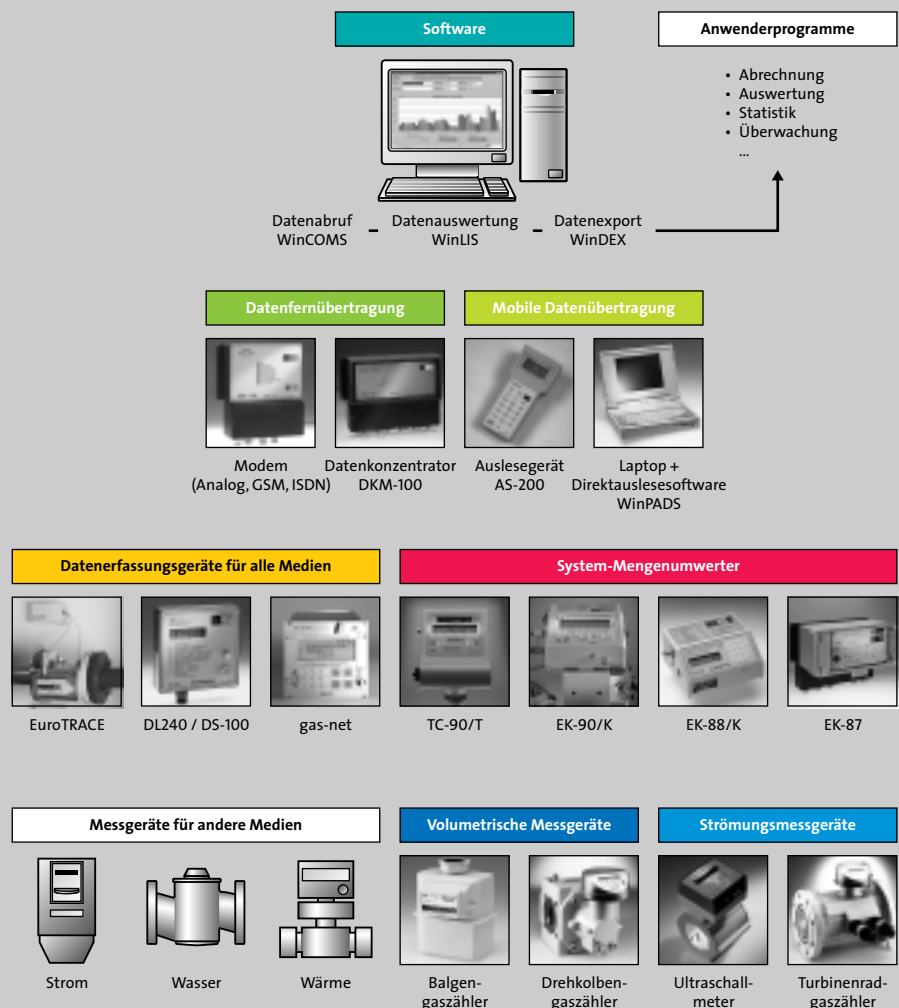 Software
Anwenderprogramme
• Abrechnung
• Auswertung
• Statistik
• Überwachung
...
Datenabruf
WinCOMS
–
Datenauswertung
WinLIS
–
Datenexport
WinDEX
Datenfernübertragung
Mobile Datenübertragung
Modem
(Analog, GSM, ISDN)
Datenkonzentrator
DKM-100
Auslesegerät
AS-200
Laptop +
Direktauslesesoftware
WinPADS
Datenerfassungsgeräte für alle Medien
System-Mengenumwerter
EuroTRACE
DL240 / DS-100
gas-net
TC-90/T
EK-90/K
EK-88/K
EK-87
Messgeräte für andere Medien
Volumetrische Messgeräte
Strömungsmessgeräte
Strom
Wasser
Wärme
Balgen-
gaszähler
Drehkolben-
gaszähler
Ultraschall-
meter
Turbinenrad-
gaszähler